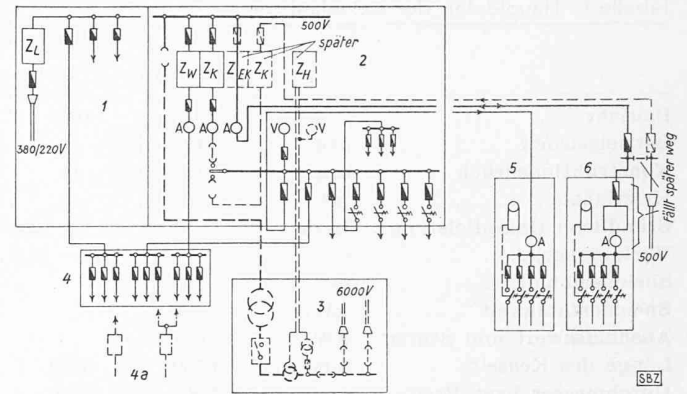 500V
Z_L
1
Z_W Z_K Z_EK Z_K Z_H
später
2
A A A V V
380/220V
5 6
A A
fällt später weg
500V
4
3 6000V
4a
SBZ